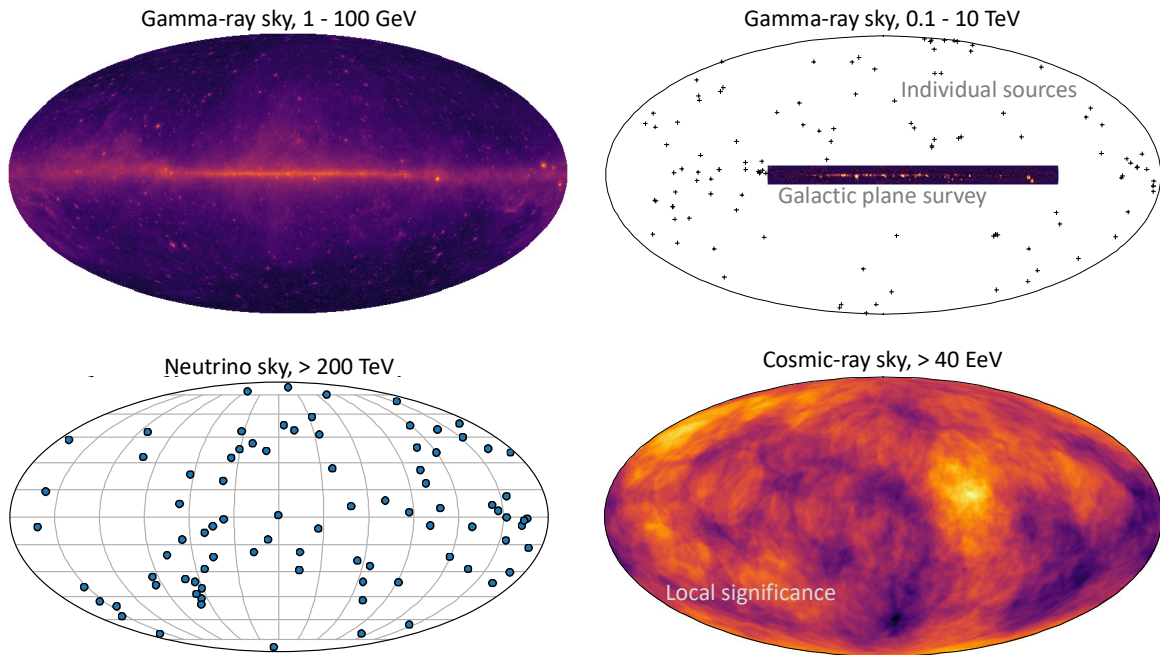 Gamma-ray sky, 1 - 100 GeV
Gamma-ray sky, 0.1 - 10 TeV
Individual sources
Galactic plane survey
Neutrino sky, > 200 TeV
Cosmic-ray sky, > 40 EeV
Local significance